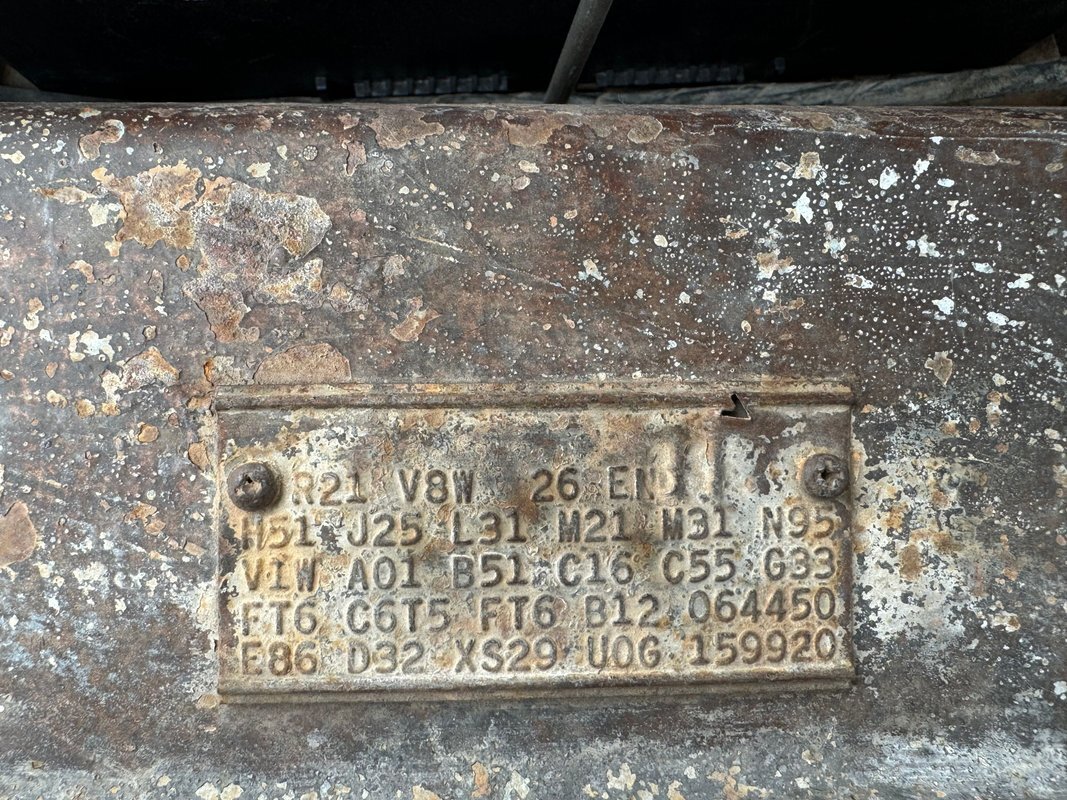 R21 V8W 26 EN
H51 J25 L31 M21 M31 N95
V1W A01 B51 C16 C55 G33
FT6 C6T5 FT6 B12 064450
E86 D32 XS29 U0G 159920